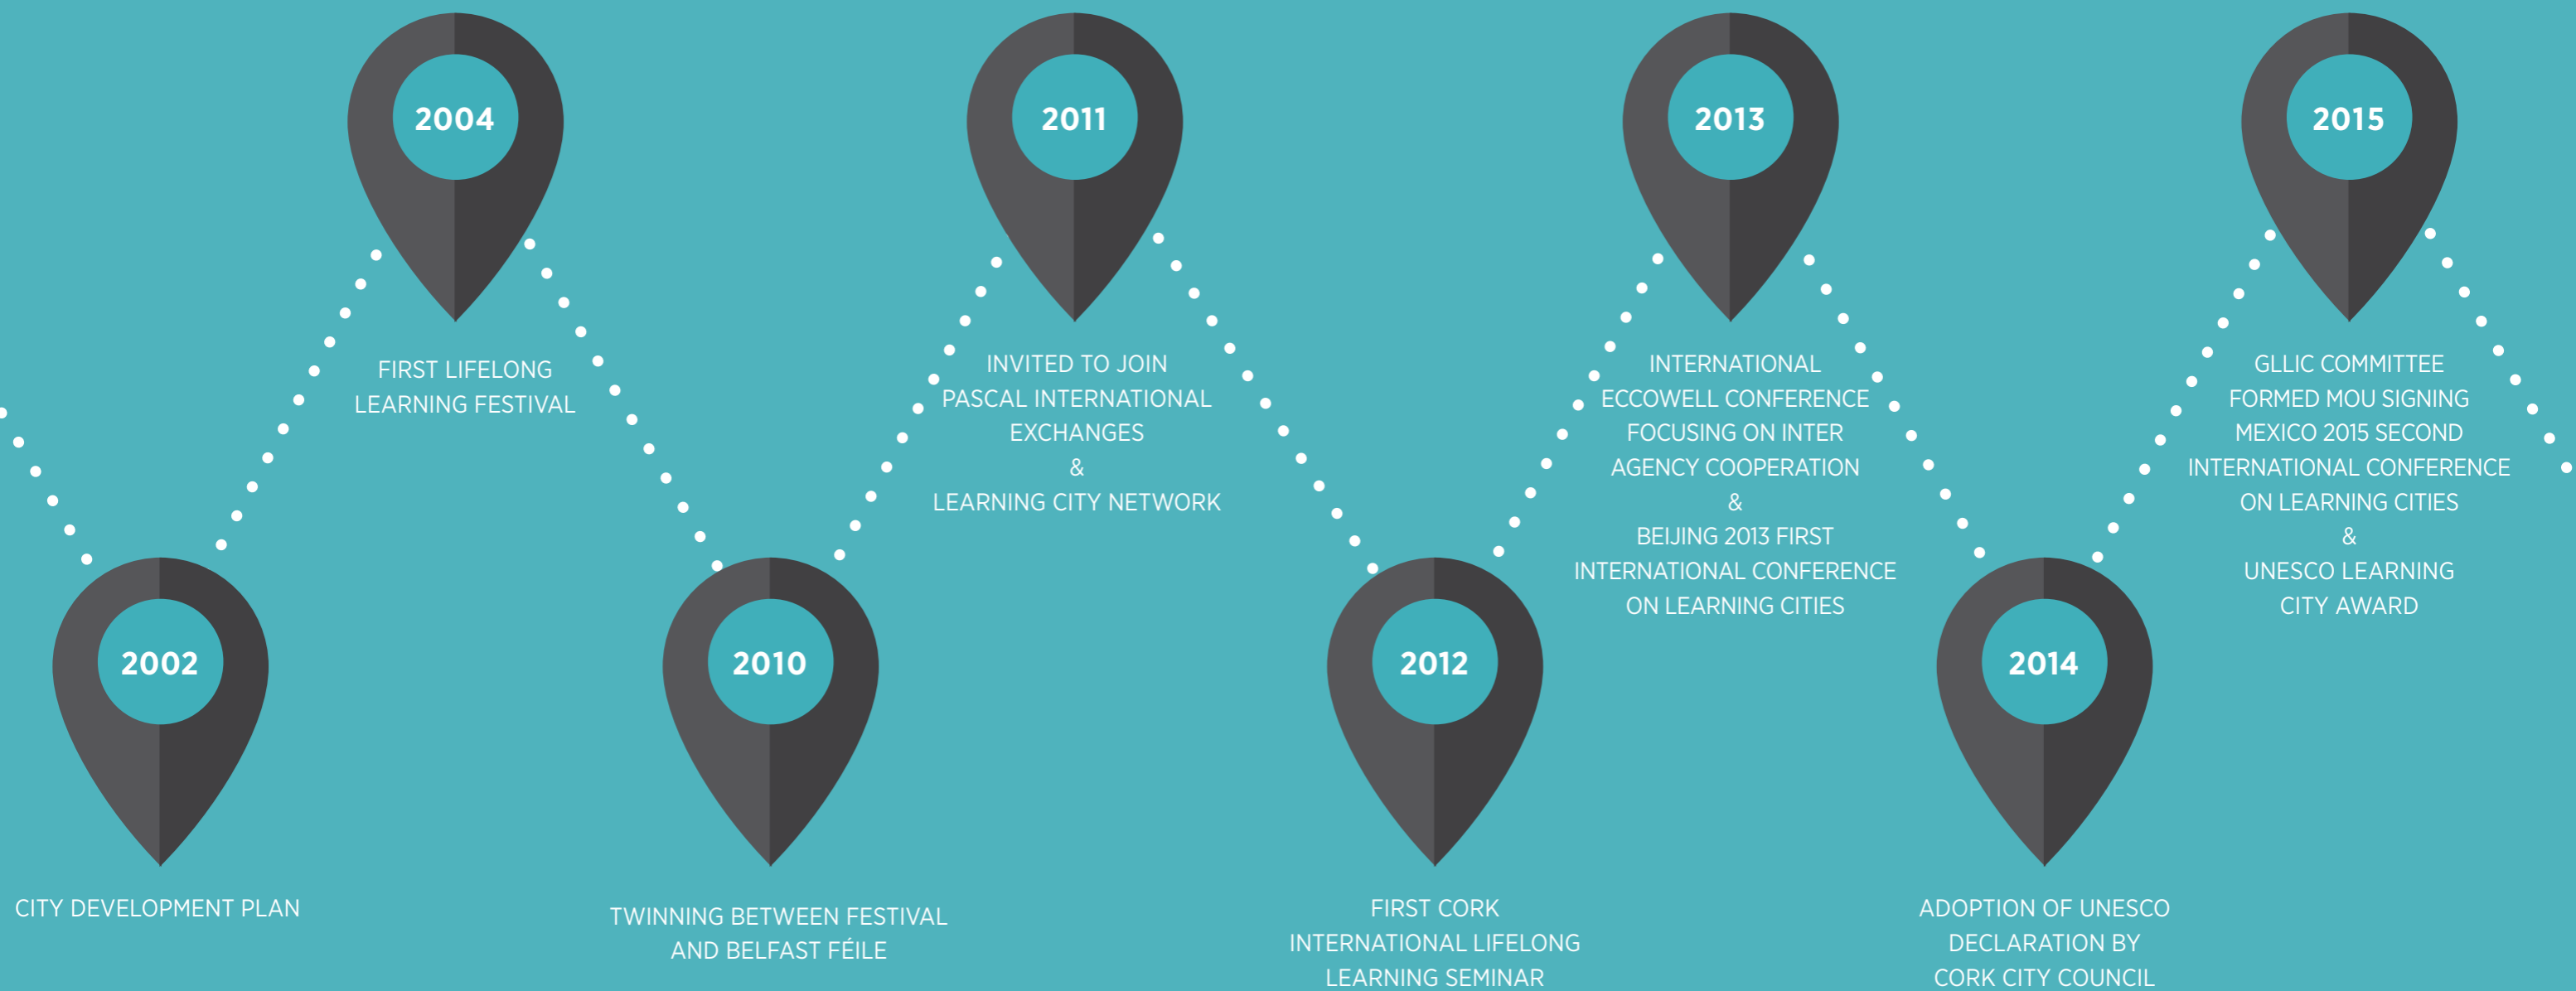 2002
CITY DEVELOPMENT PLAN
2004
FIRST LIFELONG
LEARNING FESTIVAL
2010
TWINNING BETWEEN FESTIVAL
AND BELFAST FÉILE
2011
INVITED TO JOIN
PASCAL INTERNATIONAL
EXCHANGES
&
LEARNING CITY NETWORK
2012
FIRST CORK
INTERNATIONAL LIFELONG
LEARNING SEMINAR
2013
INTERNATIONAL
ECCOWELL CONFERENCE
FOCUSING ON INTER
AGENCY COOPERATION
&
BEIJING 2013 FIRST
INTERNATIONAL CONFERENCE
ON LEARNING CITIES
2014
ADOPTION OF UNESCO
DECLARATION BY
CORK CITY COUNCIL
2015
GLLIC COMMITTEE
FORMED MOU SIGNING
MEXICO 2015 SECOND
INTERNATIONAL CONFERENCE
ON LEARNING CITIES
&
UNESCO LEARNING
CITY AWARD